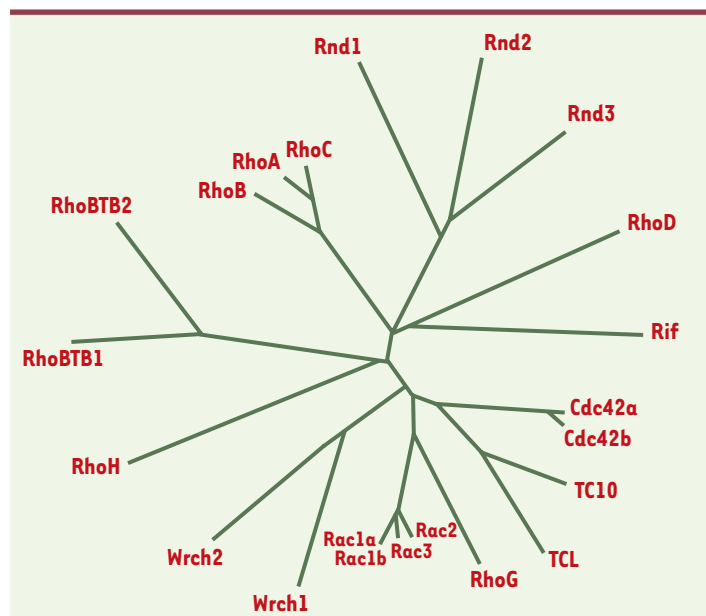 Rnd1
Rnd2
Rnd3
RhoC
RhoA
RhoB
RhoBTB2
RhoD
Rif
RhoBTB1
Cdc42a
Cdc42b
RhoH
TC10
Rac2
Rac1a
Rac3
Rac1b
Wrch2
TCL
RhoG
Wrch1